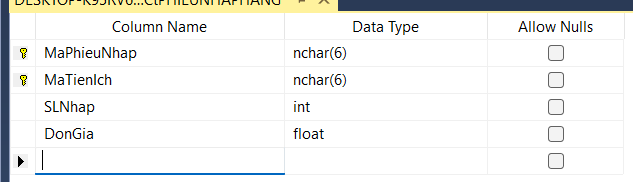 Column Name Data Type Allow Nulls
MaPhieuNhap nchar(6)
MaTienIch nchar(6)
SLNhap int
DonGia float